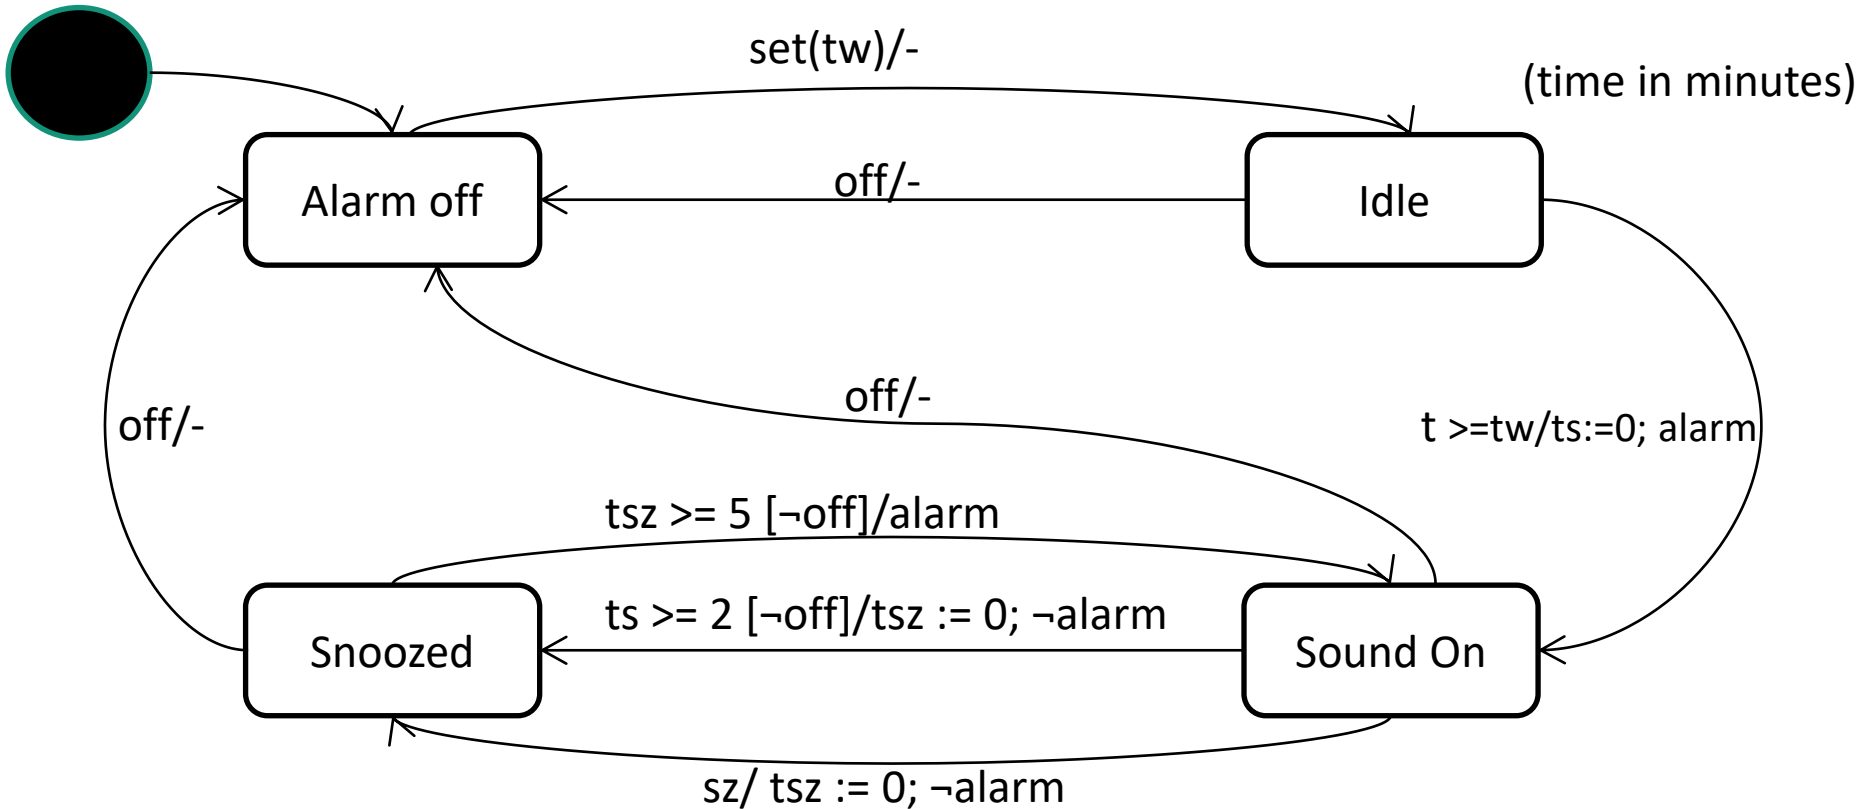 set(tw)/-
(time in minutes)
Alarm off
off/-
Idle
off/-
off/-
t >=tw/ts:=0; alarm
tsz >= 5 [¬off]/alarm
ts >= 2 [¬off]/tsz := 0; ¬alarm
Snoozed
Sound On
sz/ tsz := 0; ¬alarm